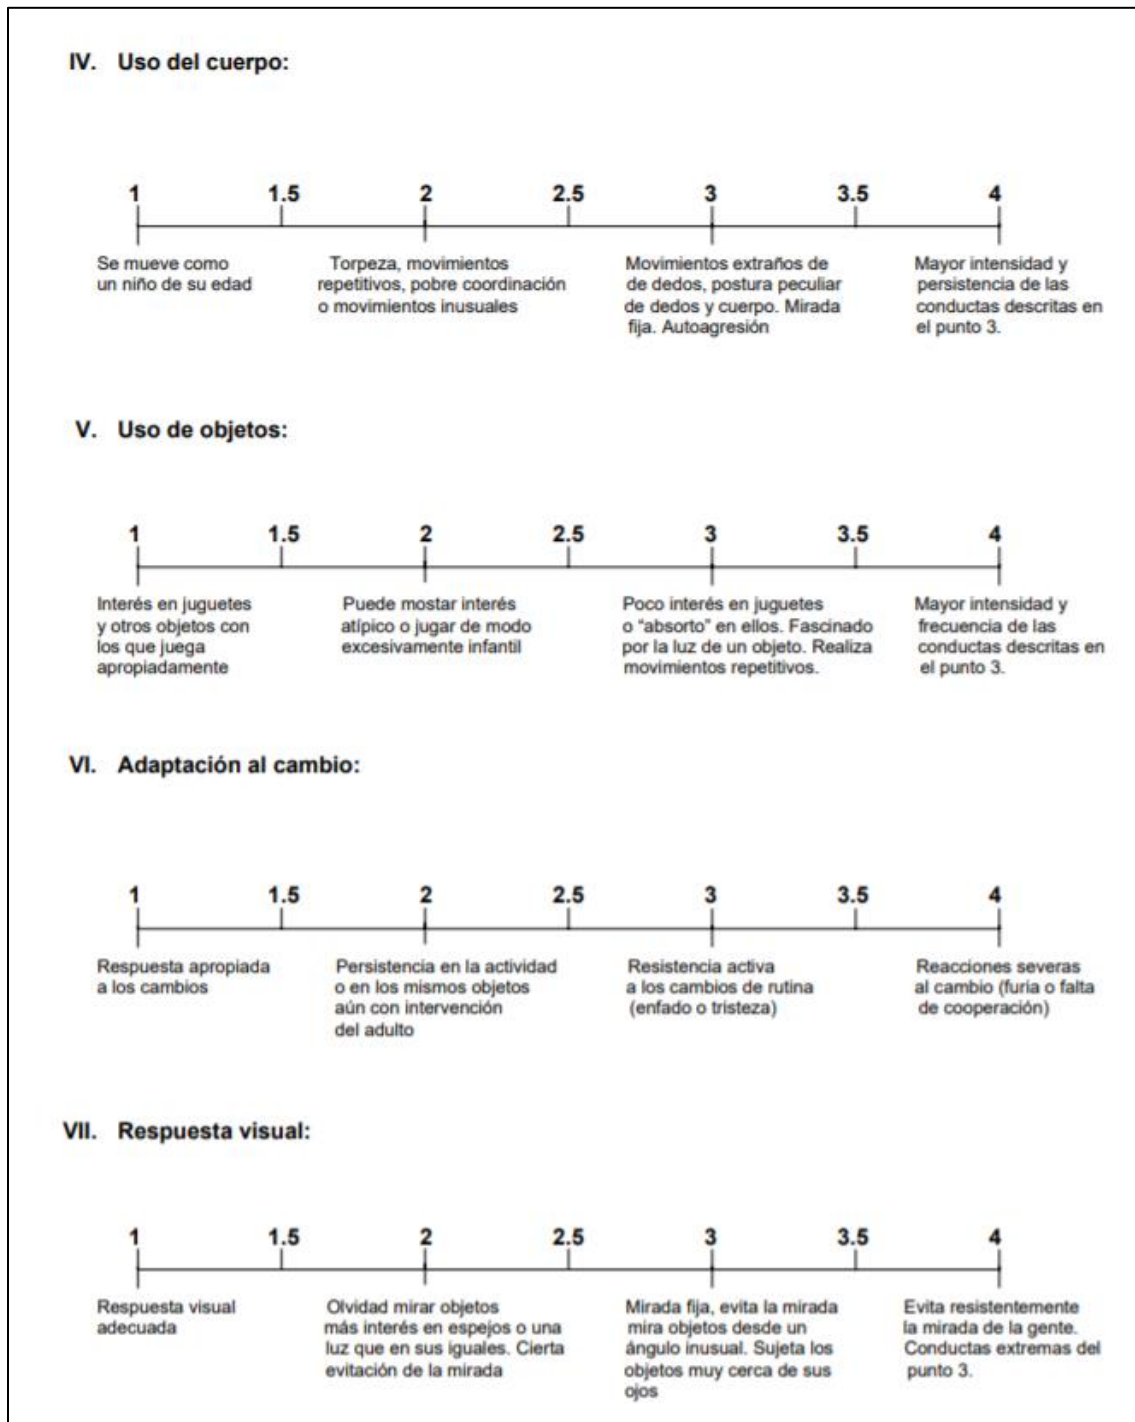 IV. Uso del cuerpo:
1 1.5 2 2.5 3 3.5 4
Se mueve como
un niño de su edad
Torpeza, movimientos
repetitivos, pobre coordinación
o movimientos inusuales
Movimientos extraños de
de dedos, postura peculiar
de dedos y cuerpo. Mirada
fija. Autoagresión
Mayor intensidad y
persistencia de las
conductas descritas en
el punto 3.
V. Uso de objetos:
1 1.5 2 2.5 3 3.5 4
Interés en juguetes
y otros objetos con
los que juega
apropiadamente
Puede mostar interés
atípico o jugar de modo
excesivamente infantil
Poco interés en juguetes
o “absorto” en ellos. Fascinado
por la luz de un objeto. Realiza
movimientos repetitivos.
Mayor intensidad y
frecuencia de las
conductas descritas en
el punto 3.
VI. Adaptación al cambio:
1 1.5 2 2.5 3 3.5 4
Respuesta apropiada
a los cambios
Persistencia en la actividad
o en los mismos objetos
aún con intervención
del adulto
Resistencia activa
a los cambios de rutina
(enfado o tristeza)
Reacciones severas
al cambio (furia o falta
de cooperación)
VII. Respuesta visual:
1 1.5 2 2.5 3 3.5 4
Respuesta visual
adecuada
Olvidad mirar objetos
más interés en espejos o una
luz que en sus iguales. Cierta
evitación de la mirada
Mirada fija, evita la mirada
mira objetos desde un
ángulo inusual. Sujeta los
objetos muy cerca de sus
ojos
Evita resistentemente
la mirada de la gente.
Conductas extremas del
punto 3.